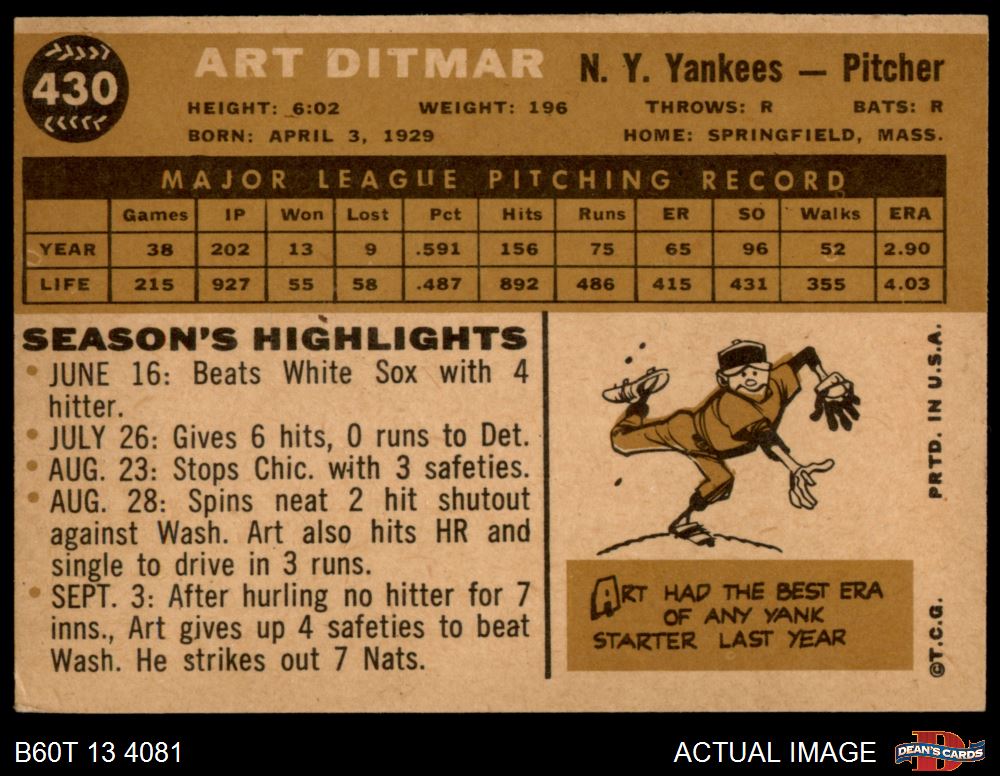 430
ART DITMAR N. Y. Yankees — Pitcher
HEIGHT: 6:02 WEIGHT: 196 THROWS: R BATS: R
BORN: APRIL 3, 1929 HOME: SPRINGFIELD, MASS.
MAJOR LEAGUE PITCHING RECORD
Games IP Won Lost Pct Hits Runs ER SO Walks ERA
YEAR 38 202 13 9 .591 156 75 65 96 52 2.90
LIFE 215 927 55 58 .487 892 486 415 431 355 4.03
SEASON'S HIGHLIGHTS
• JUNE 16: Beats White Sox with 4
hitter.
• JULY 26: Gives 6 hits, 0 runs to Det.
• AUG. 23: Stops Chic. with 3 safeties.
• AUG. 28: Spins neat 2 hit shutout
against Wash. Art also hits HR and
single to drive in 3 runs.
• SEPT. 3: After hurling no hitter for 7
inns., Art gives up 4 safeties to beat
Wash. He strikes out 7 Nats.
ART HAD THE BEST ERA
OF ANY YANK
STARTER LAST YEAR
©T.C.G. PRTD. IN U.S.A.
B60T 13 4081 ACTUAL IMAGE D DEAN'S CARDS